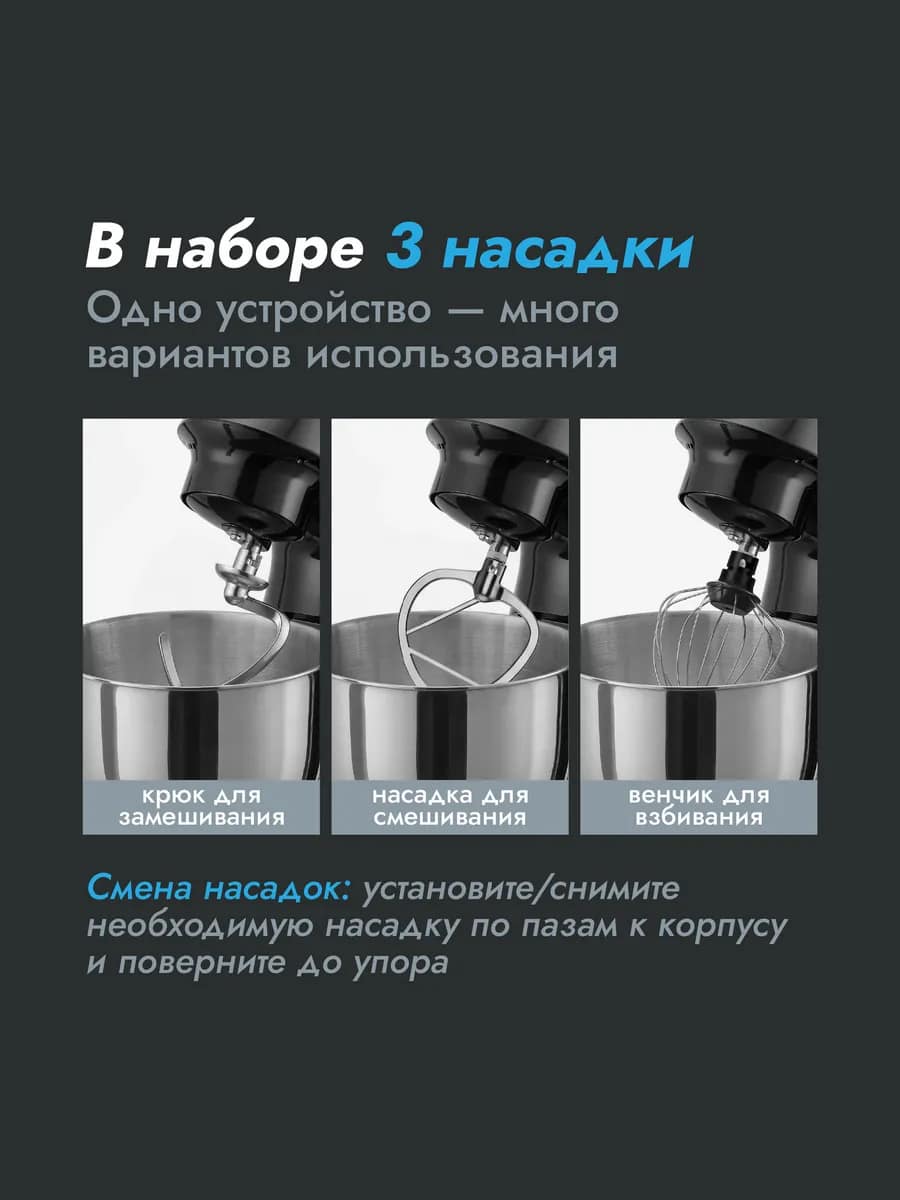 В наборе 3 насадки
Одно устройство — много
вариантов использования
крюк для
замешивания
насадка для
смешивания
венчик для
взбивания
Смена насадок: установите/снимите
необходимую насадку по пазам к корпусу
и поверните до упора